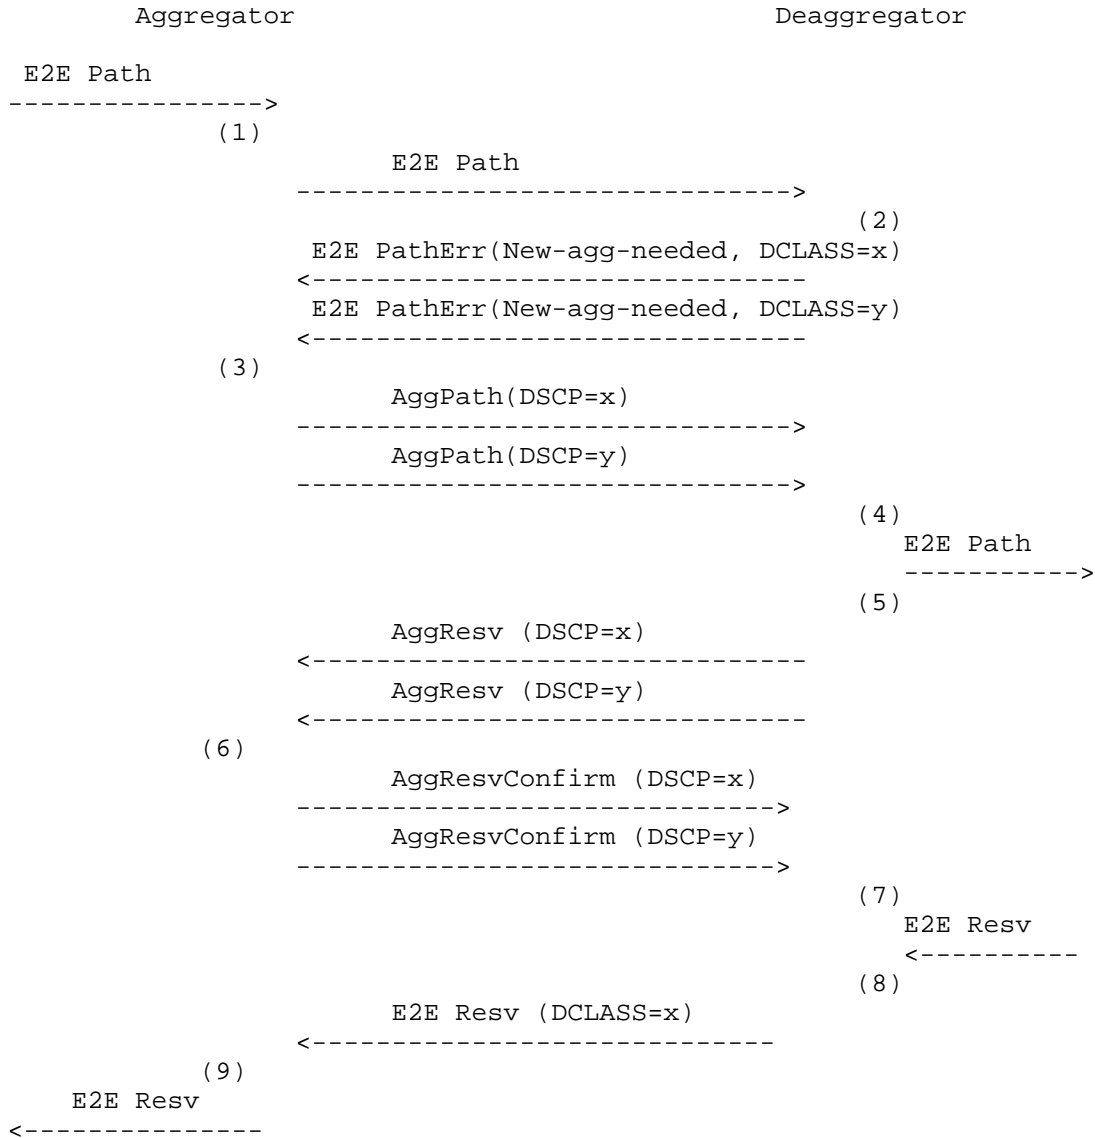 Aggregator Deaggregator
E2E Path
---------------->
(1)
E2E Path
------------------------------->
(2)
E2E PathErr(New-agg-needed, DCLASS=x)
<-------------------------------
E2E PathErr(New-agg-needed, DCLASS=y)
<-------------------------------
(3)
AggPath(DSCP=x)
------------------------------->
AggPath(DSCP=y)
------------------------------->
(4)
E2E Path
----------->
(5)
AggResv (DSCP=x)
<-------------------------------
AggResv (DSCP=y)
<-------------------------------
(6)
AggResvConfirm (DSCP=x)
------------------------------>
AggResvConfirm (DSCP=y)
------------------------------>
(7)
E2E Resv
<----------
(8)
E2E Resv (DCLASS=x)
<-----------------------------
(9)
E2E Resv
<---------------